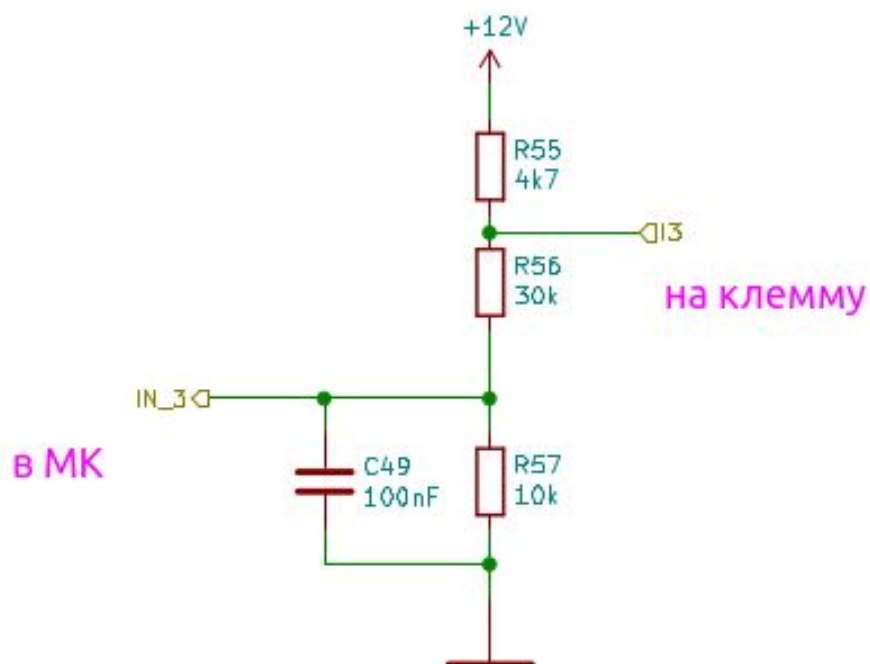 +12V
R55
4k7
I3
R56
30k
на клемму
IN_3
в МК
C49
100nF
R57
10k